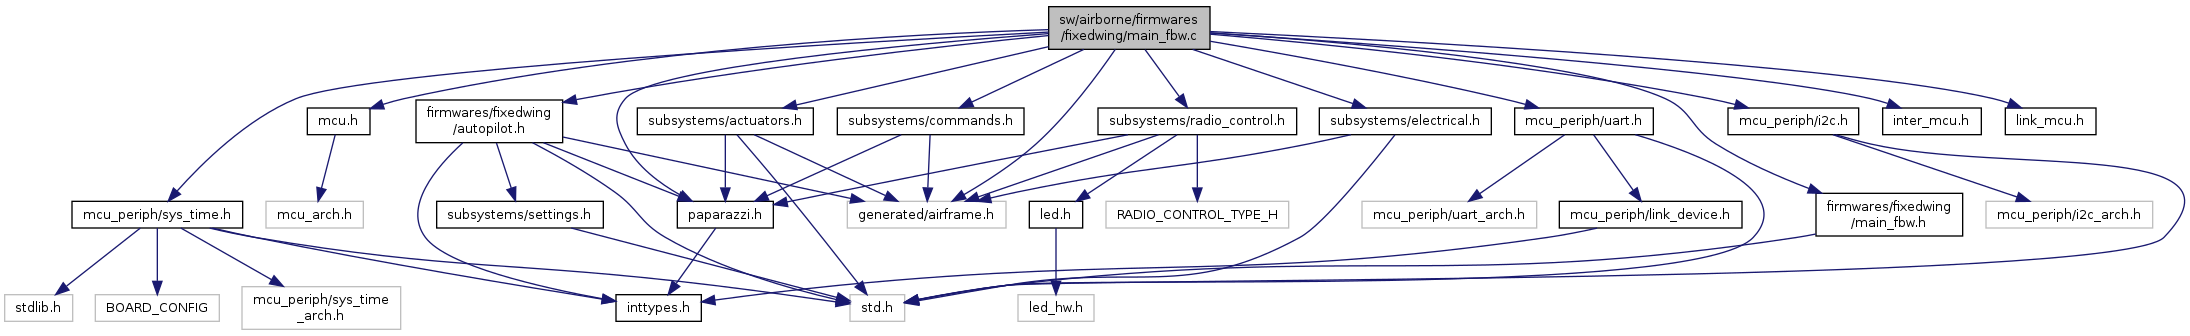 sw/airborne/firmwares
/fixedwing/main_fbw.c
mcu.h
firmwares/fixedwing
/autopilot.h
subsystems/actuators.h
subsystems/commands.h
subsystems/radio_control.h
subsystems/electrical.h
mcu_periph/uart.h
mcu_periph/i2c.h
inter_mcu.h
link_mcu.h
mcu_periph/sys_time.h
mcu_arch.h
subsystems/settings.h
paparazzi.h
generated/airframe.h
led.h
RADIO_CONTROL_TYPE_H
mcu_periph/uart_arch.h
mcu_periph/link_device.h
firmwares/fixedwing
/main_fbw.h
mcu_periph/i2c_arch.h
stdlib.h
BOARD_CONFIG
mcu_periph/sys_time
_arch.h
inttypes.h
std.h
led_hw.h